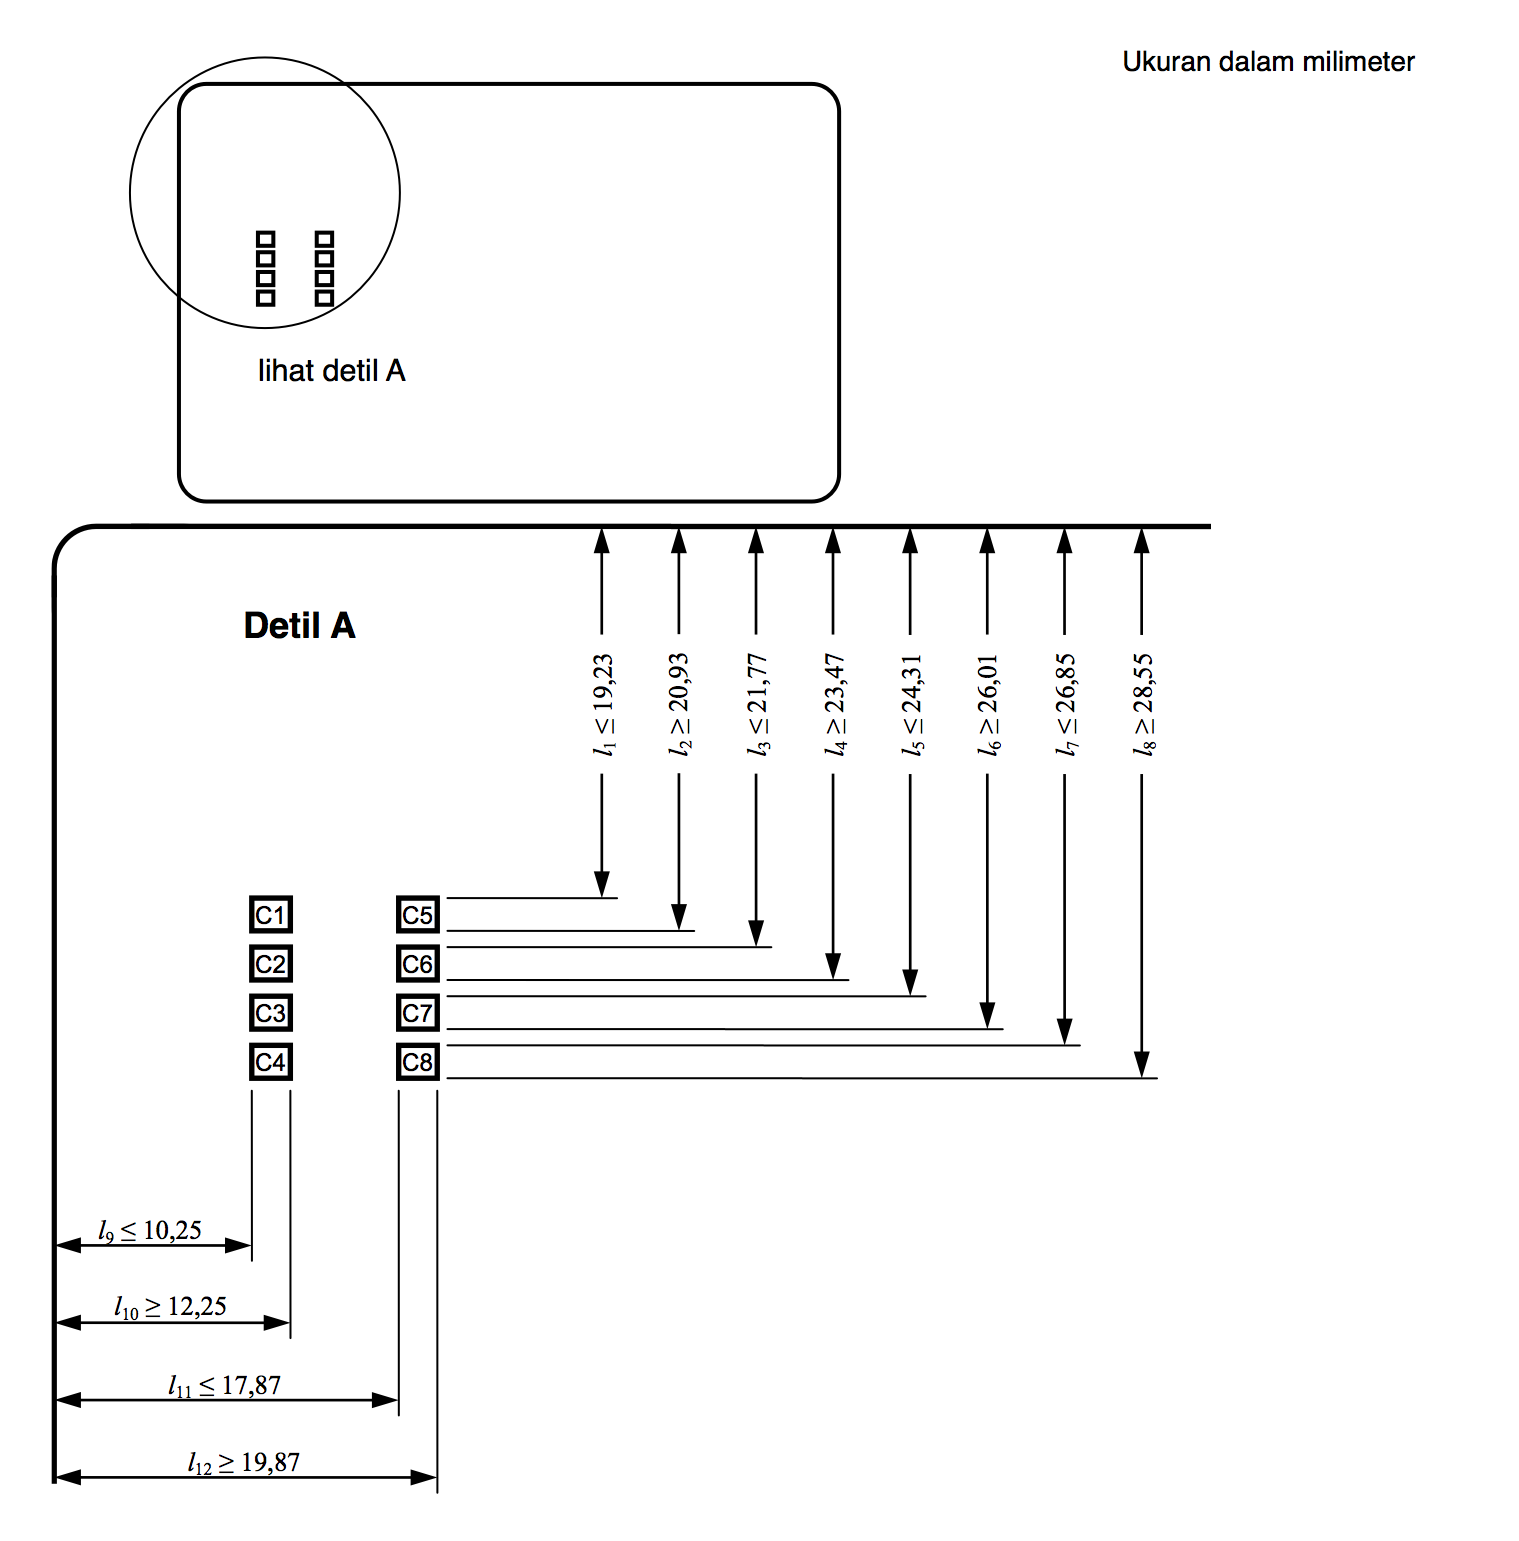 Ukuran dalam milimeter
lihat detil A
Detil A
l1 ≤ 19,23
l2 ≥ 20,93
l3 ≤ 21,77
l4 ≥ 23,47
l5 ≤ 24,31
l6 ≥ 26,01
l7 ≤ 26,85
l8 ≥ 28,55
C1 C5
C2 C6
C3 C7
C4 C8
l9 ≤ 10,25
l10 ≥ 12,25
l11 ≤ 17,87
l12 ≥ 19,87